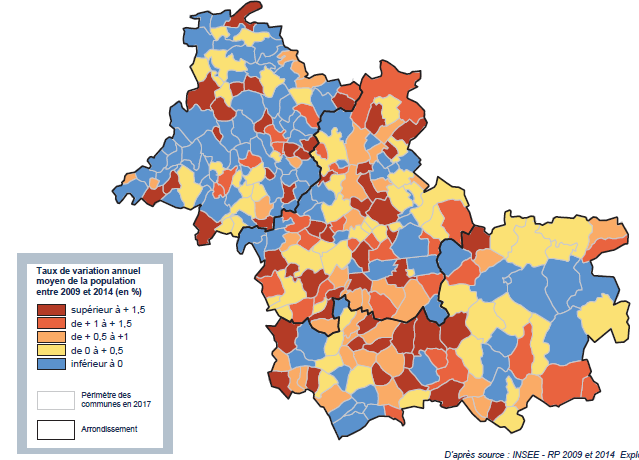 Taux de variation annuel
moyen de la population
entre 2009 et 2014 (en %)
supérieur à + 1,5
de + 1 à + 1,5
de + 0,5 à +1
de 0 à + 0,5
inférieur à 0
Périmètre des
communes en 2017
Arrondissement
D'après source : INSEE - RP 2009 et 2014 Expl